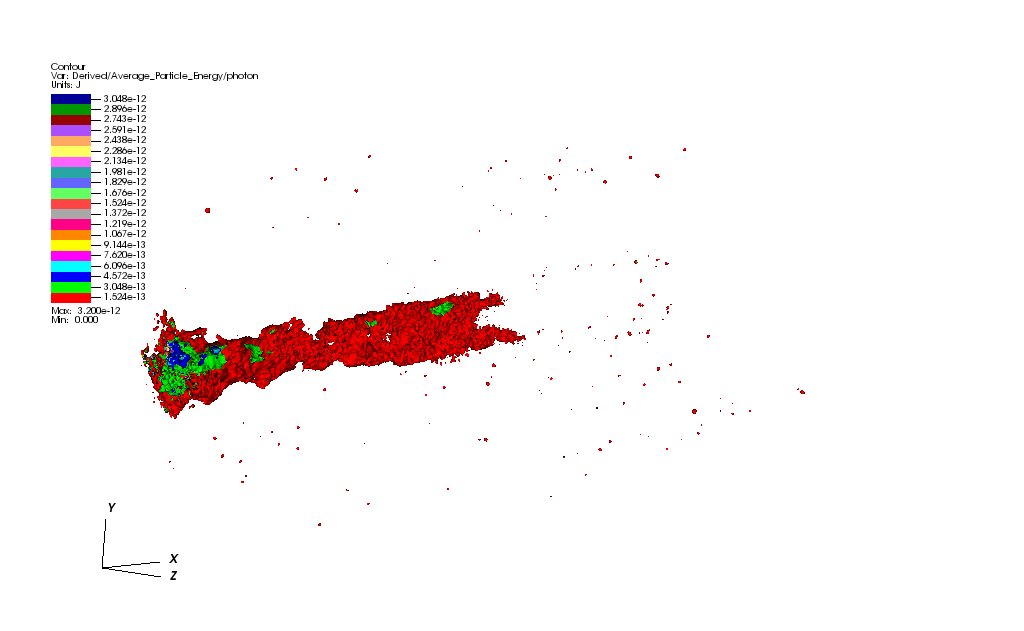 Contour
Var: Derived/Average_Particle_Energy/photon
Units: J
3.048e-12
2.896e-12
2.743e-12
2.591e-12
2.438e-12
2.286e-12
2.134e-12
1.981e-12
1.829e-12
1.676e-12
1.524e-12
1.372e-12
1.219e-12
1.067e-12
9.144e-13
7.620e-13
6.096e-13
4.572e-13
3.048e-13
1.524e-13
Max: 3.200e-12
Min: 0.000
Y
X
Z